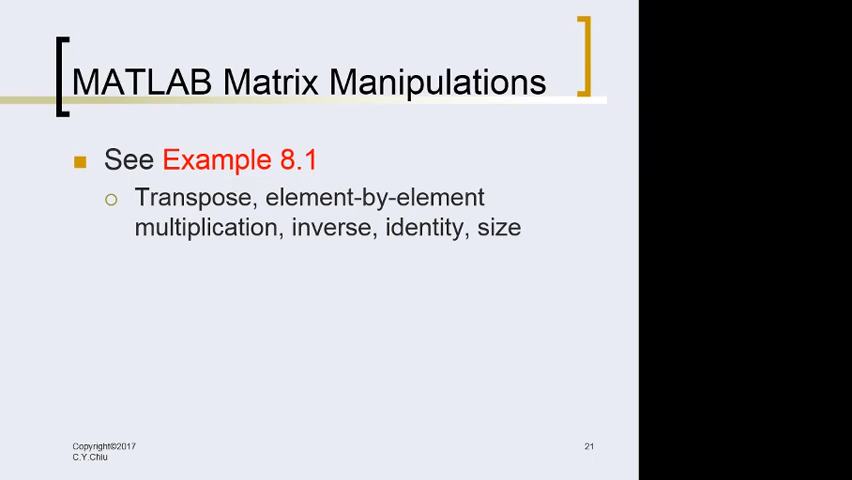 MATLAB Matrix Manipulations
See Example 8.1
Transpose, element-by-element
multiplication, inverse, identity, size
Copyright©2017
C.Y.Chiu
21